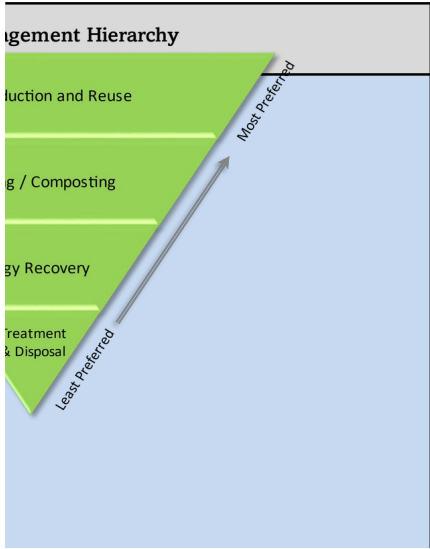 agement Hierarchy
duction and Reuse
g / Composting
gy Recovery
Treatment
& Disposal
Most Preferred
Least Preferred